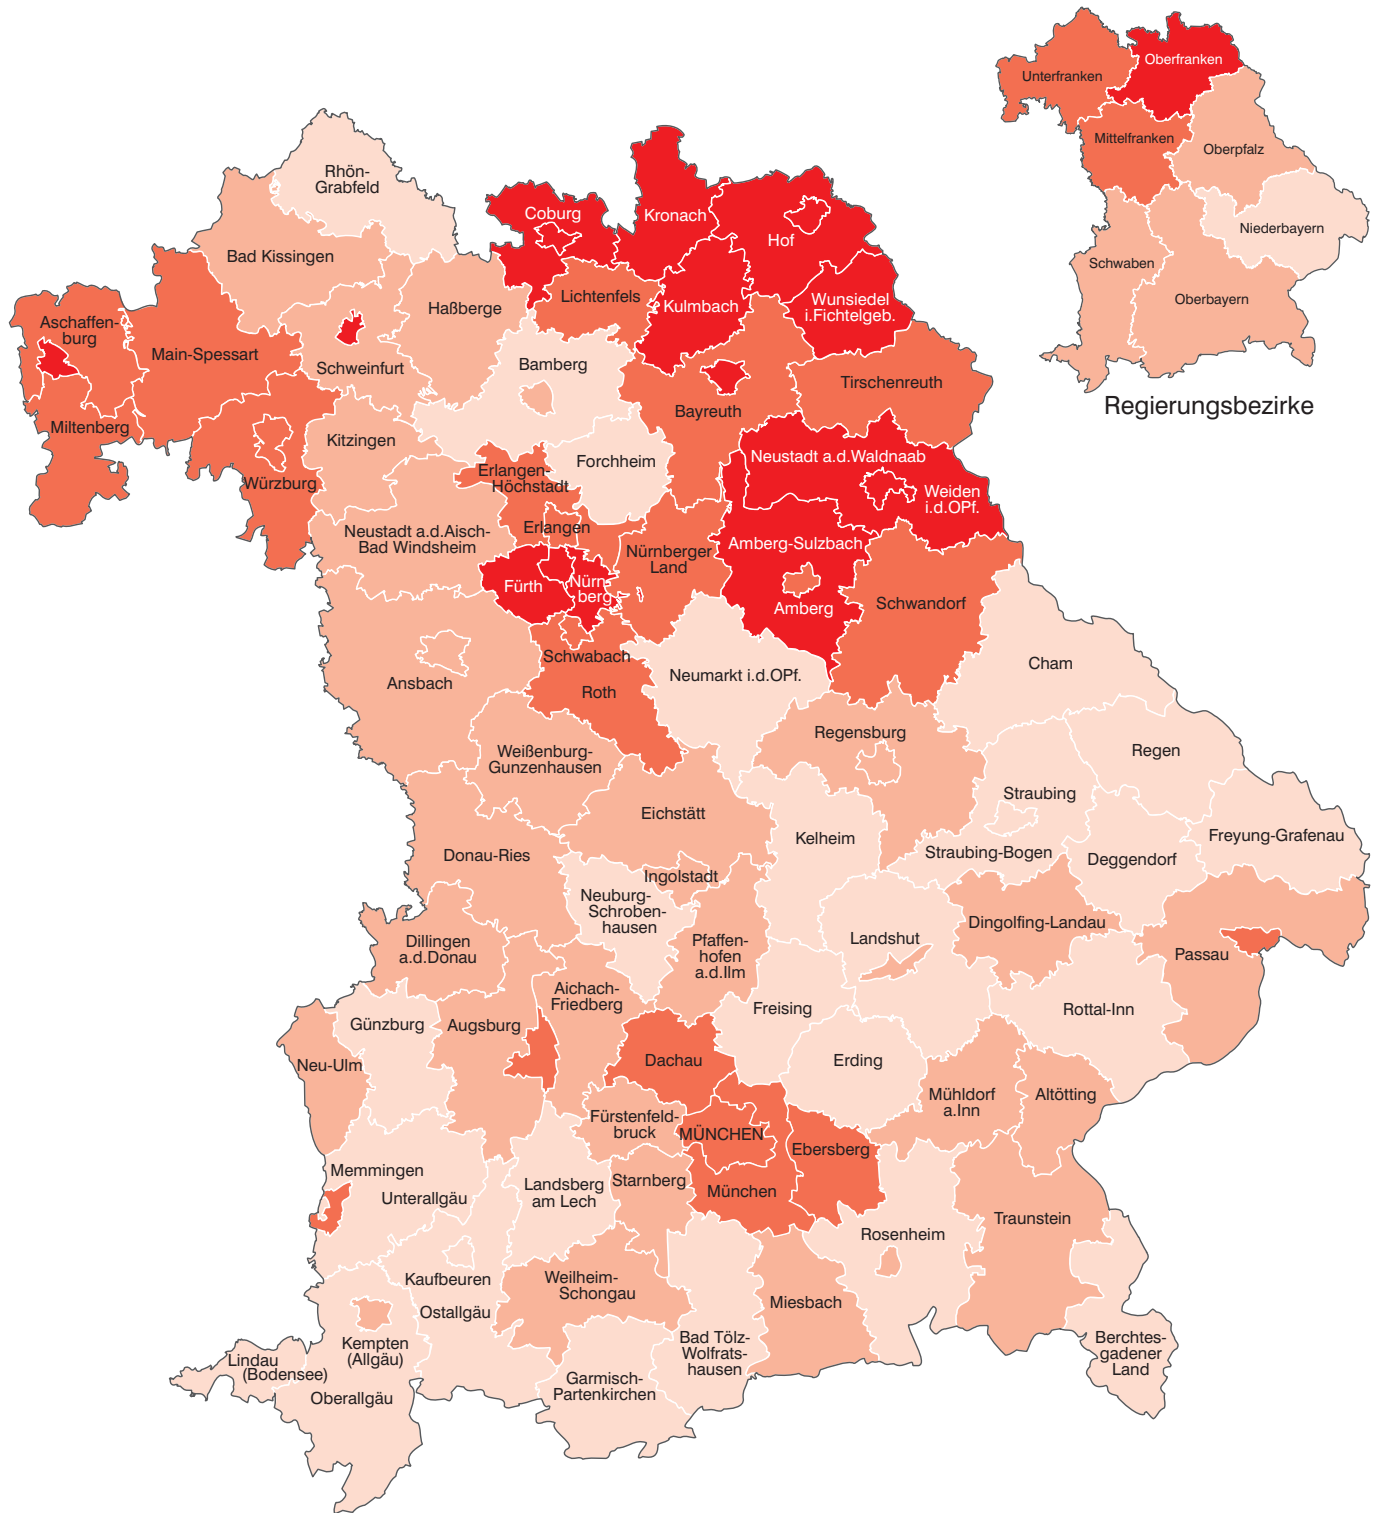 Oberfranken
Unterfranken
Mittelfranken
Oberpfalz
Niederbayern
Schwaben
Oberbayern
Regierungsbezirke
Rhön-
Grabfeld
Coburg
Kronach
Hof
Bad Kissingen
Lichtenfels
Haßberge
Kulmbach
Wunsiedel
i.Fichtelgeb.
Aschaffen-
burg
Main-Spessart
Schweinfurt
Bamberg
Tirschenreuth
Bayreuth
Miltenberg
Kitzingen
Forchheim
Neustadt a.d.Waldnaab
Erlangen-
Höchstadt
Würzburg
Weiden
i.d.OPf.
Erlangen
Neustadt a.d.Aisch-
Bad Windsheim
Nürnberger
Land
Amberg-Sulzbach
Fürth
Nürn-
berg
Amberg
Schwandorf
Schwabach
Roth
Neumarkt i.d.OPf.
Cham
Ansbach
Regensburg
Regen
Weißenburg-
Gunzenhausen
Straubing
Eichstätt
Kelheim
Freyung-Grafenau
Donau-Ries
Straubing-Bogen
Deggendorf
Ingolstadt
Neuburg-
Schroben-
hausen
Dingolfing-Landau
Dillingen
a.d.Donau
Pfaffen-
hofen
a.d.Ilm
Landshut
Passau
Aichach-
Friedberg
Freising
Rottal-Inn
Günzburg
Augsburg
Neu-Ulm
Dachau
Erding
Mühldorf
a.Inn
Altötting
Fürstenfeld-
bruck
MÜNCHEN
Ebersberg
Memmingen
Unterallgäu
Landsberg
am Lech
Starnberg
München
Traunstein
Rosenheim
Kaufbeuren
Weilheim-
Schongau
Miesbach
Ostallgäu
Kempten
(Allgäu)
Bad Tölz-
Wolfrats-
hausen
Berchtes-
gadener
Land
Lindau
(Bodensee)
Garmisch-
Partenkirchen
Oberallgäu